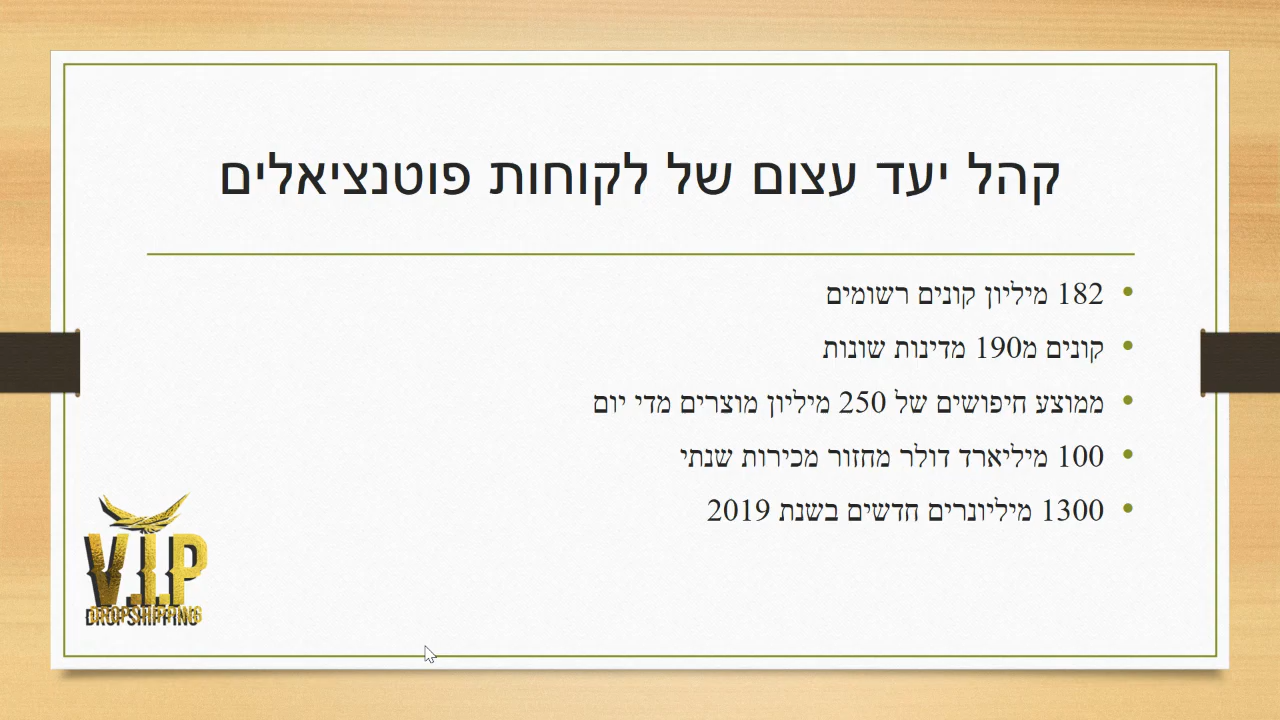 קהל יעד עצום של לקוחות פוטנציאלים
182 מיליון קונים רשומים
קונים מ190 מדינות שונות
ממוצע חיפושים של 250 מיליון מוצרים מדי יום
100 מיליארד דולר מחזור מכירות שנתי
1300 מיליונרים חדשים בשנת 2019
V.I.P
DROPSHIPPING